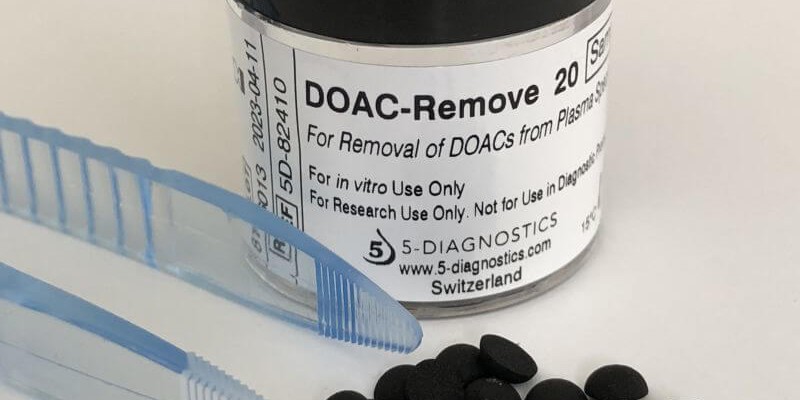 DOAC-Remove 20
For Removal of DOACs from Plasma
For in vitro Use Only
For Research Use Only. Not for Use in Diagnostic
5-DIAGNOSTICS
www.5-diagnostics.com
Switzerland
2023-04-11
REF 5D-82410